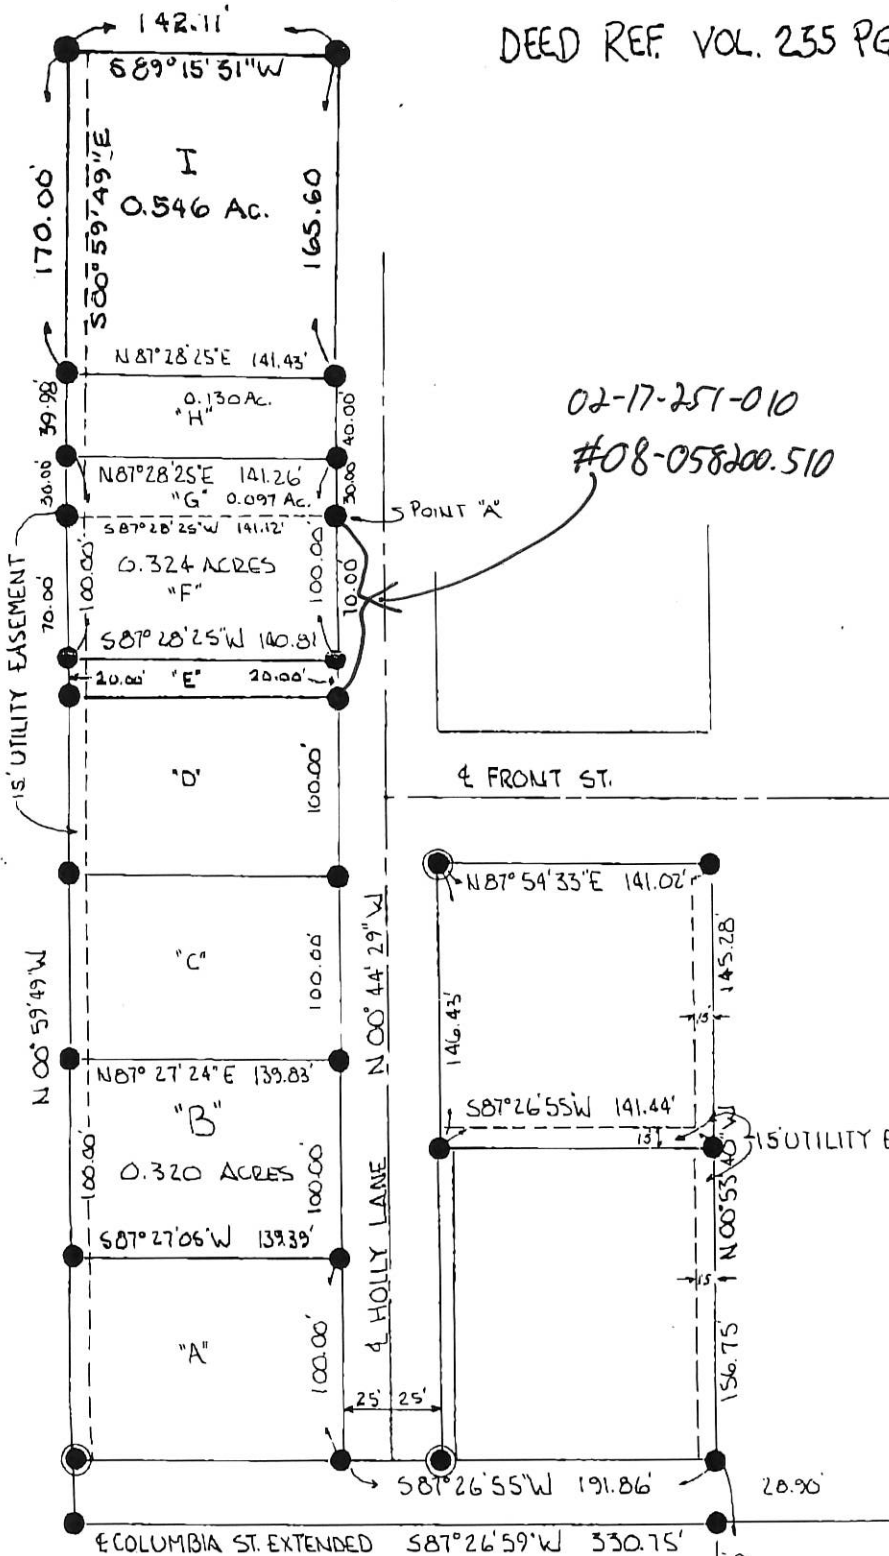 142.11'
DEED REF. VOL. 235 PG
S89°15'31"W
170.00'
S00°59'49"E
I
0.546 Ac.
165.60
N87°28'25"E 141.43'
39.98'
0.130 Ac.
"H"
40.00'
02-17-251-010
#08-058200.510
30.00'
N87°28'25"E 141.26'
"G" 0.097 Ac.
30.00'
POINT "A"
S87°28'25"W 141.12'
15' UTILITY EASEMENT
70.00'
100.00'
0.324 ACRES
"F"
100.00'
70.00'
S87°28'25"W 140.81'
20.00' "E" 20.00'
"D"
100.00'
℄ FRONT ST.
N87°54'33"E 141.02'
N 00°59'49"W
"C"
100.00'
N 00°44'29"W
146.43'
145.28'
15'
N87°27'24"E 139.83'
"B"
0.320 ACRES
100.00'
100.00'
S87°26'55"W 141.44'
15'
15' UTILITY E
N00°53'40"W
S87°27'05"W 139.39'
℄ HOLLY LANE
15'
"A"
100.00'
156.75'
25' 25'
S87°26'55"W 191.86'
28.90'
℄ COLUMBIA ST. EXTENDED S87°26'59"W 330.75'